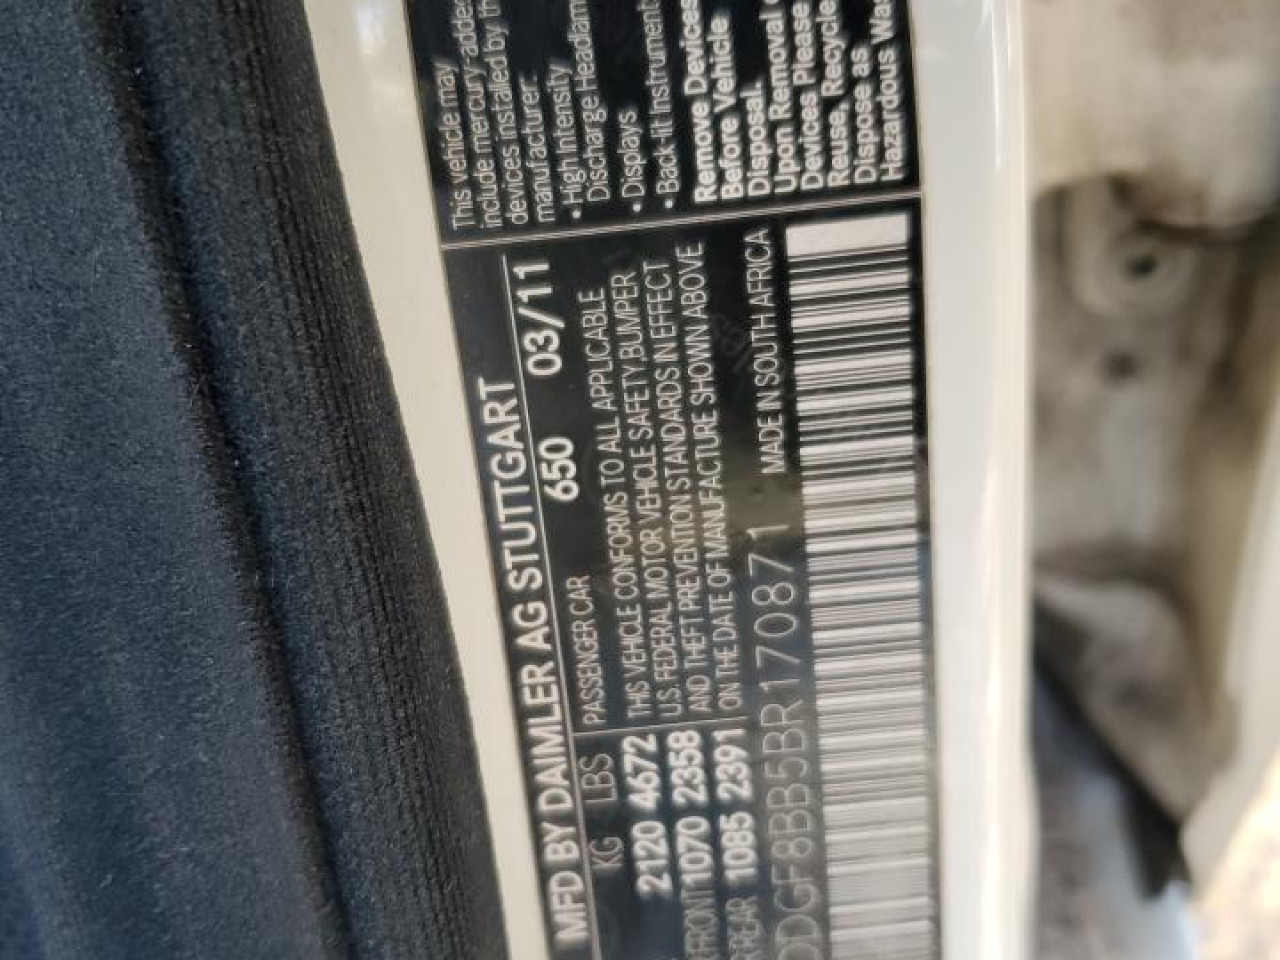 This vehicle may
include mercury-added
devices installed by the
manufacturer:
• High Intensity
Discharge Headlam
• Displays
• Back-lit Instrument
Remove Devices
Before Vehicle
Disposal.
Upon Removal
Devices Please
Reuse, Recycle
Dispose as
Hazardous Wa
MFD BY DAIMLER AG STUTTGART 03/11
650
KG LBS
2120 4672
FRONT 1070 2358
REAR 1085 2391
PASSENGER CAR
THIS VEHICLE CONFORMS TO ALL APPLICABLE
U.S. FEDERAL MOTOR VEHICLE SAFETY, BUMPER
AND THEFT PREVENTION STANDARDS IN EFFECT
ON THE DATE OF MANUFACTURE SHOWN ABOVE
DDGF8BB5BR170871
MADE IN SOUTH AFRICA